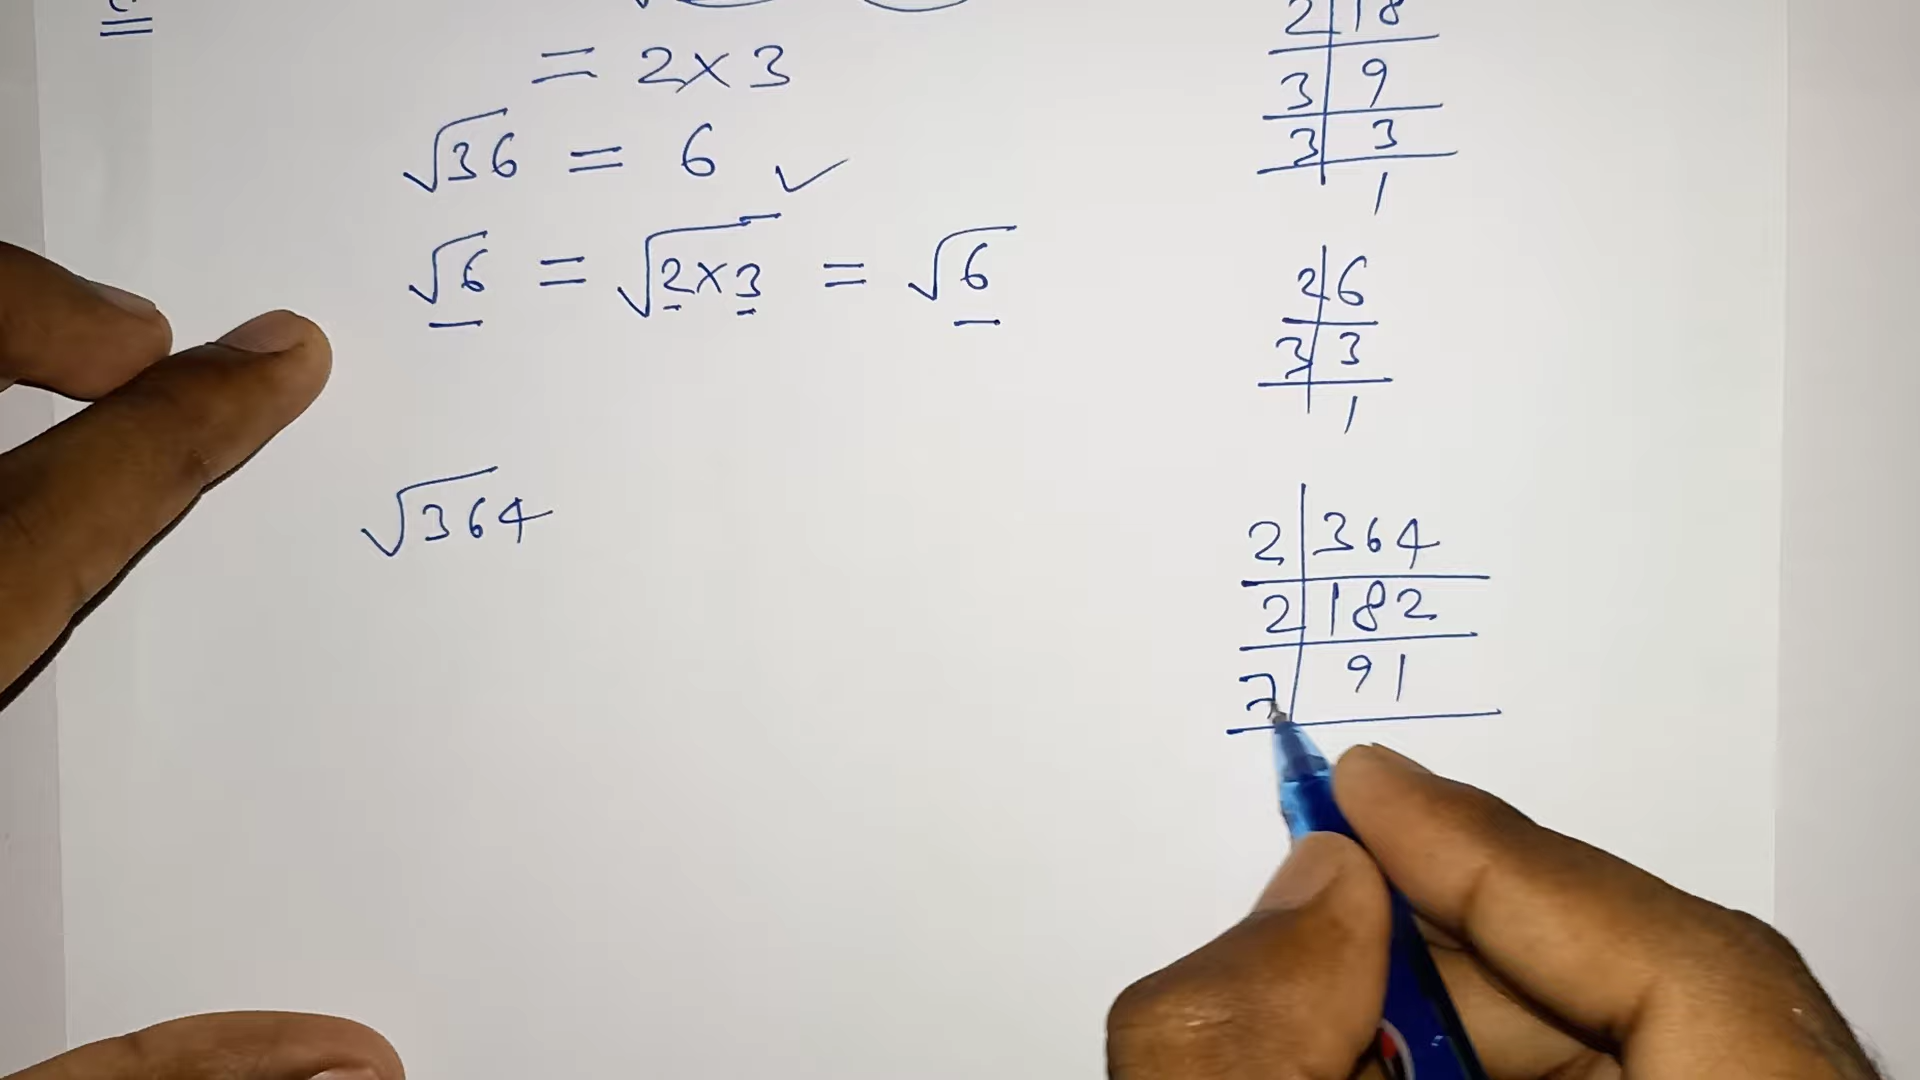 = 2 × 3
√36 = 6 ✓
√6 = √2×3 = √6
√364
2 | 18
3 | 9
3 | 3
1
2 | 6
3 | 3
1
2 | 364
2 | 182
7 | 91